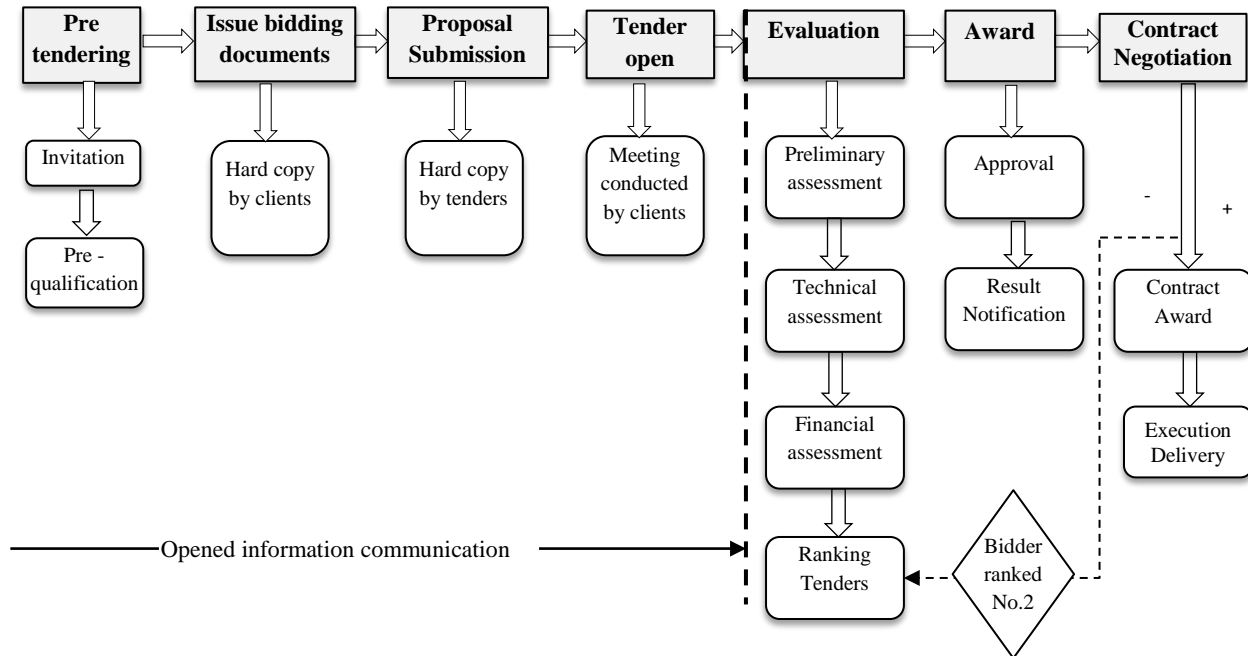 Pre
tendering
Issue bidding
documents
Proposal
Submission
Tender
open
Evaluation
Award
Contract
Negotiation
Invitation
Pre -
qualification
Hard copy
by clients
Hard copy
by tenders
Meeting
conducted
by clients
Preliminary
assessment
Technical
assessment
Financial
assessment
Ranking
Tenders
Approval
Result
Notification
-
+
Contract
Award
Execution
Delivery
Bidder
ranked
No.2
Opened information communication